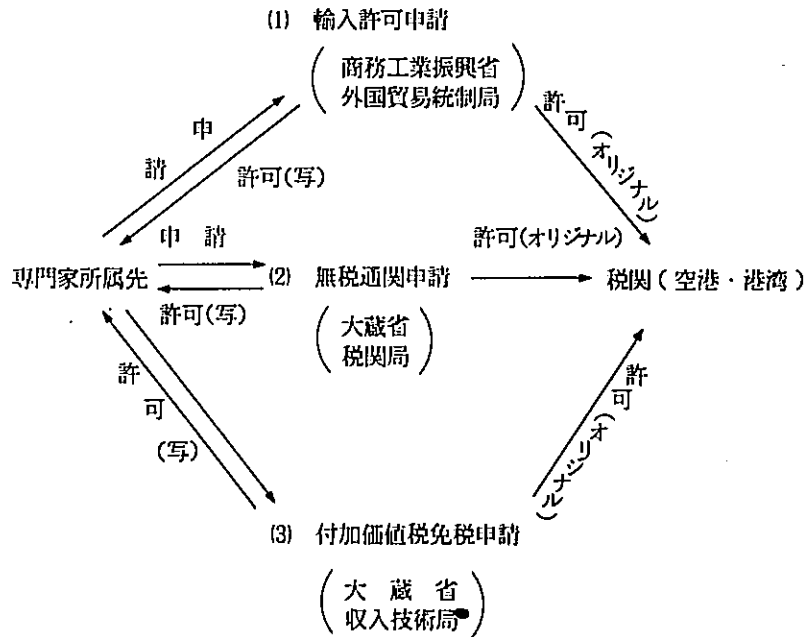 (1) 輸入許可申請
(商務工業振興省
外国貿易統制局)
申請
許可(写)
許可(オリジナル)
申 請
許可(オリジナル)
専門家所属先
(2) 無税通関申請
税関(空港・港湾)
許可(写)
(大蔵省
税関局)
許可(写)
許可(オリジナル)
(3) 付加価値税免税申請
(大 蔵 省
収入技術局)